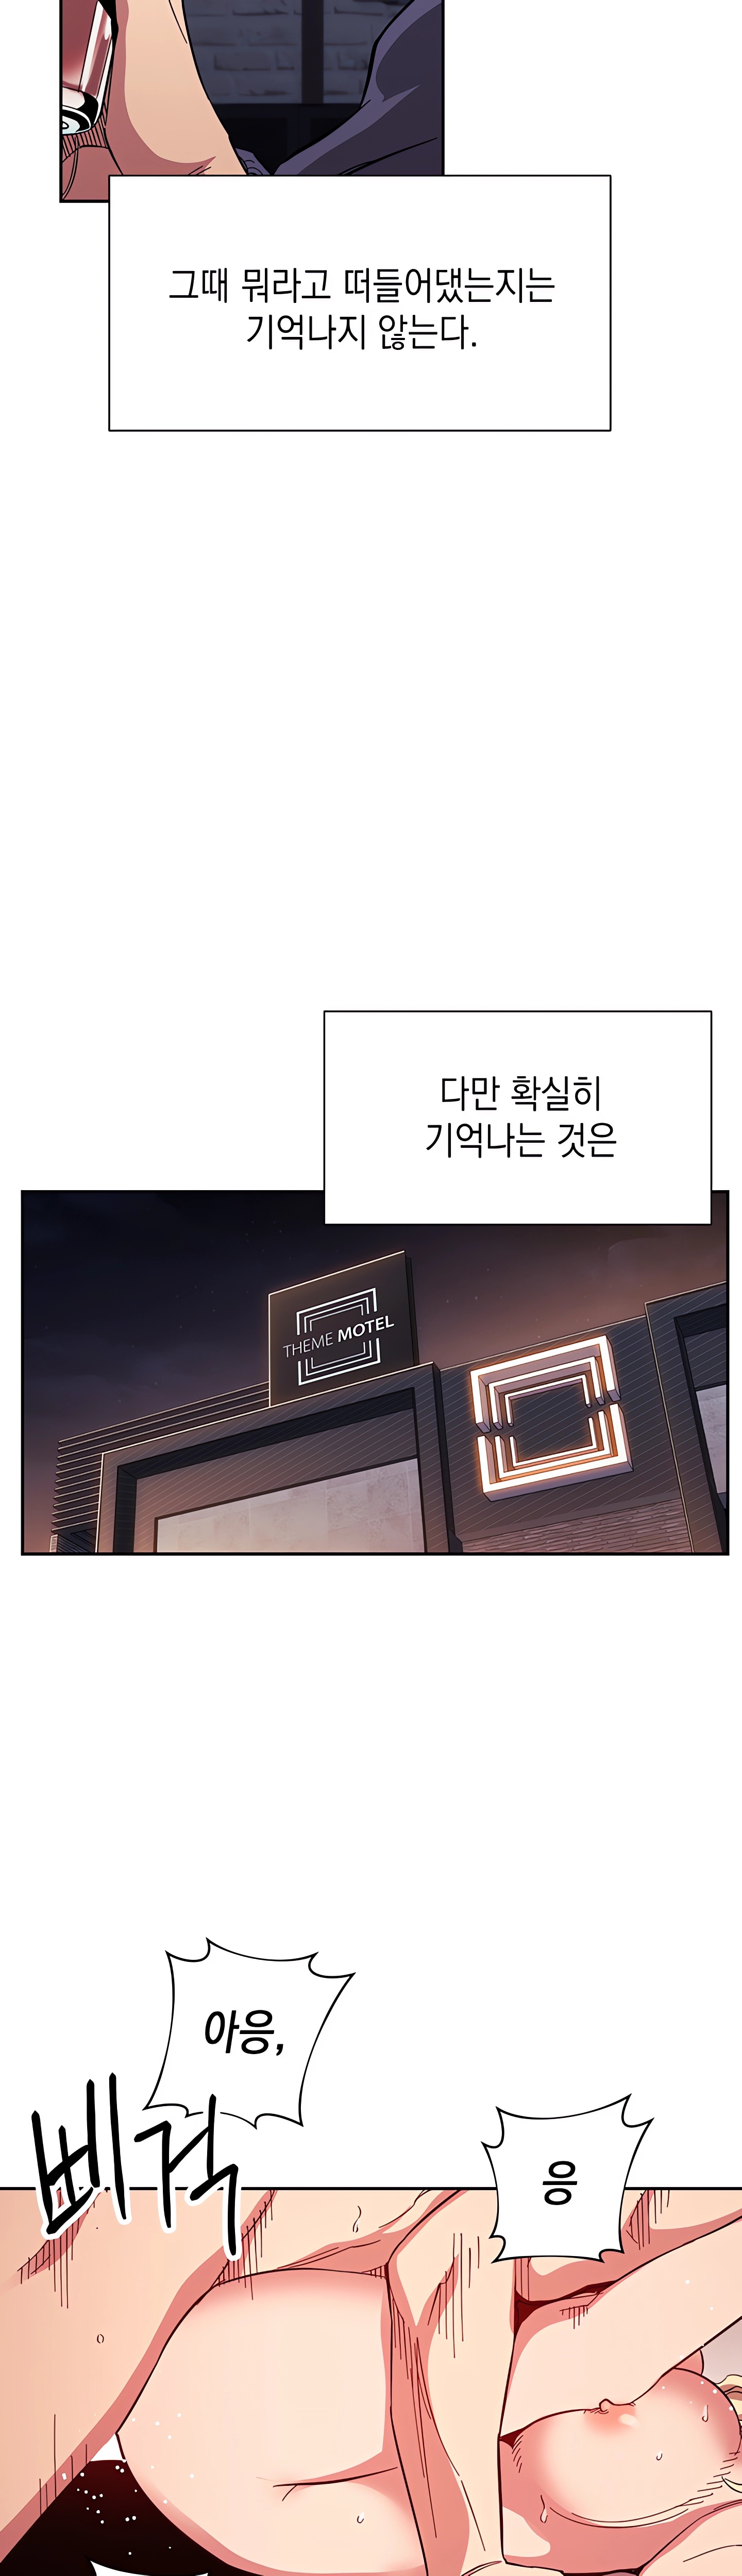 그때 뭐라고 떠들어댔는지는
기억나지 않는다.
다만 확실히
기억나는 것은
THEME MOTEL
아응,
삐걱
응